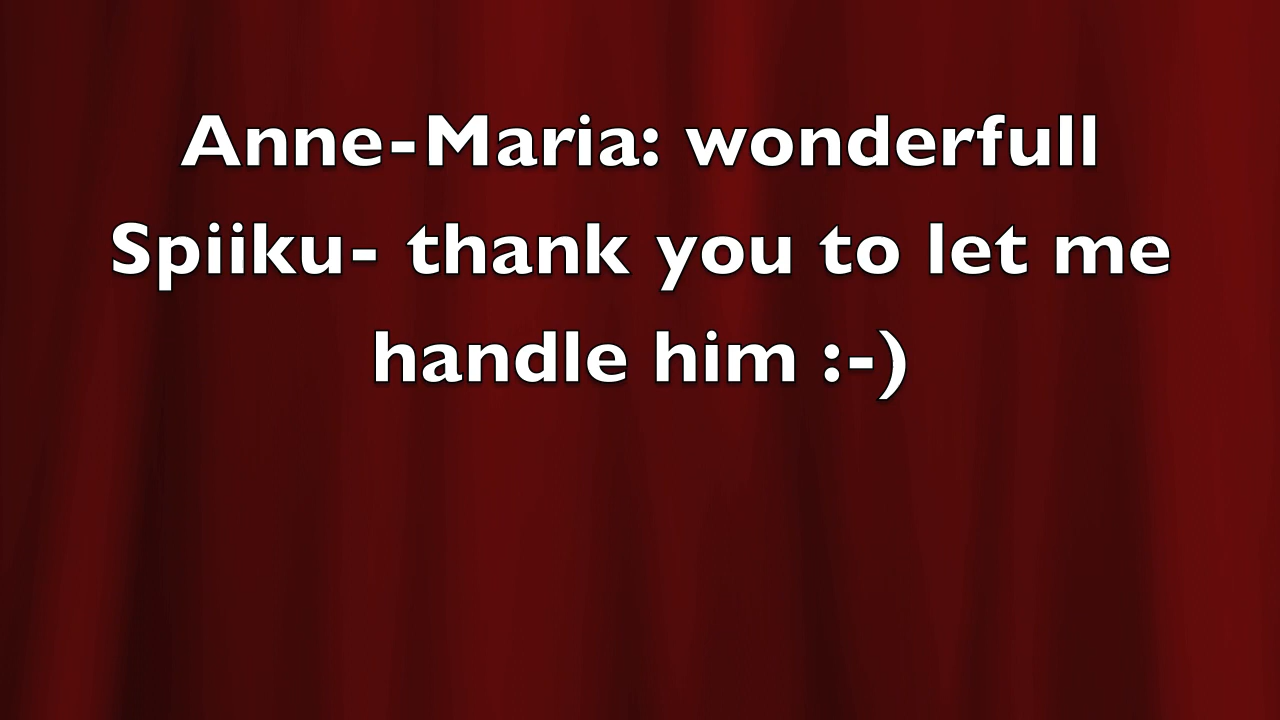 Anne-Maria: wonderfull
Spiiku- thank you to let me
handle him :-)